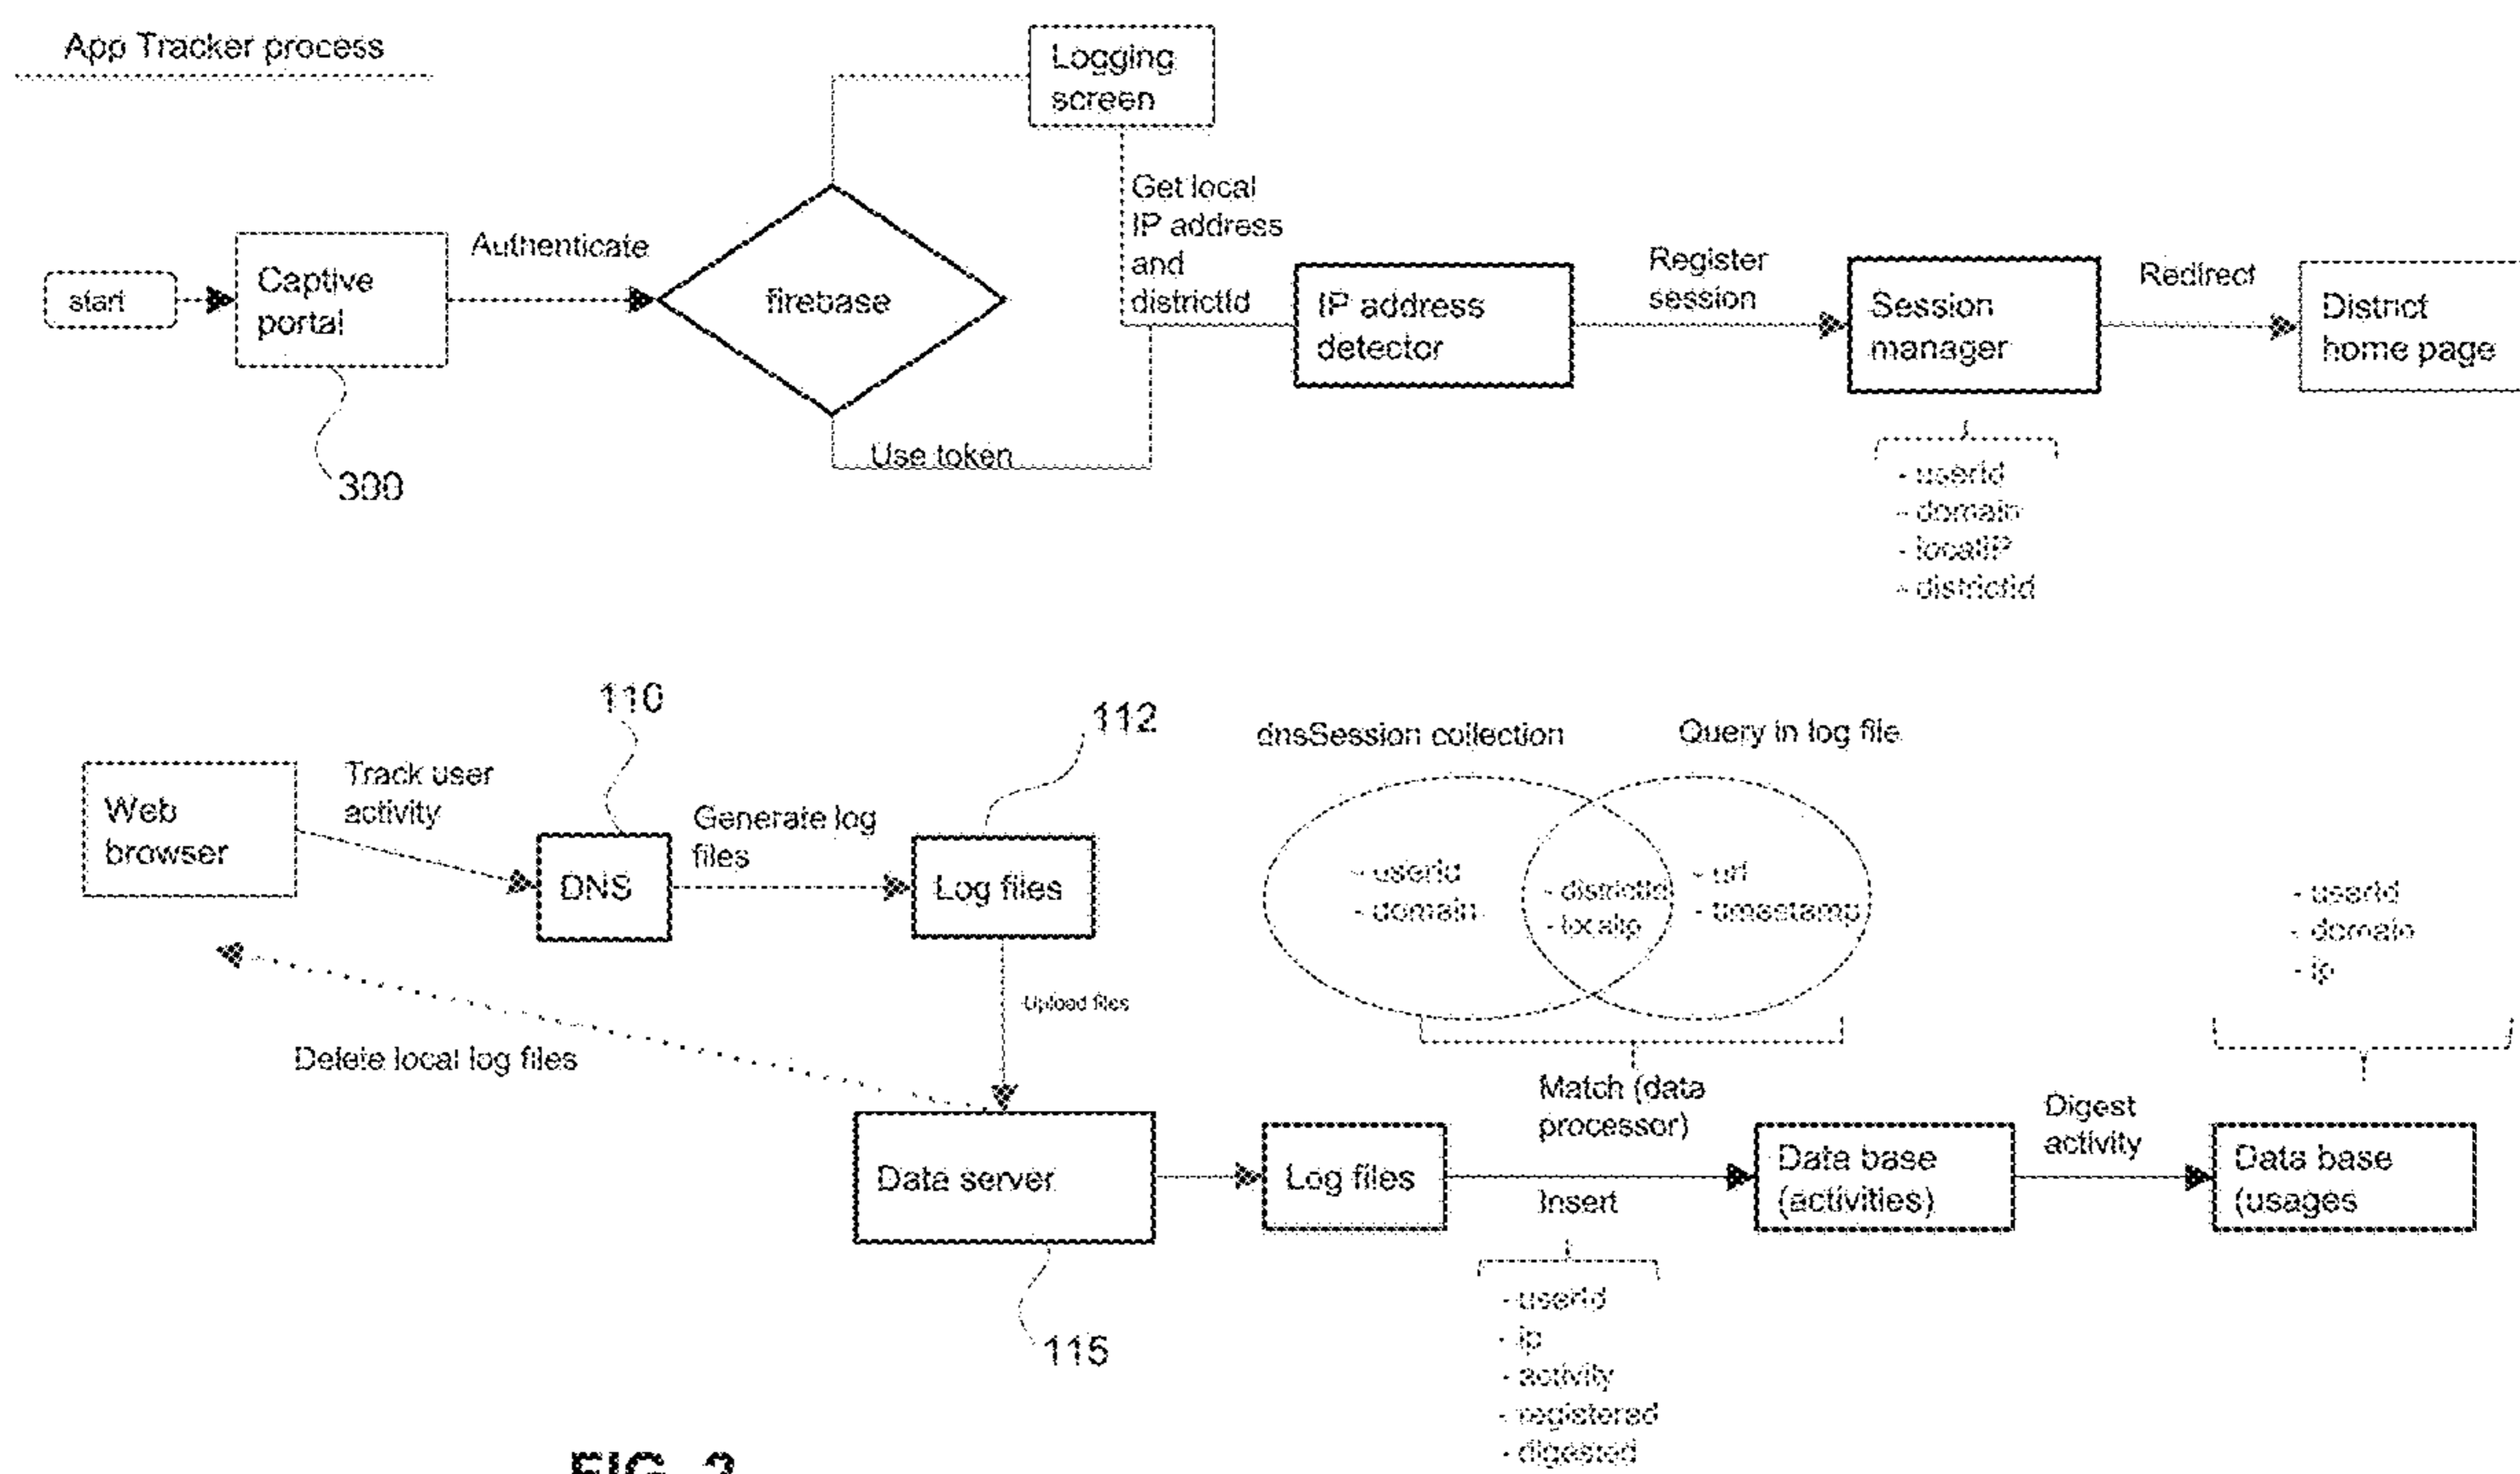 App Tracker process
Logging
screen
Get local
IP address
and
districtId
start
Captive
portal
Authenticate
firebase
Use token
IP address
detector
Register
session
Session
manager
Redirect
District
home page
300
- userId
- domain
- localIP
- districtId
110
112
Web
browser
Track user
activity
DNS
Generate log
files
Log files
Upload files
Delete local log files
dnsSession collection
Query in log file
- userId
- domain
- districtId
- localIp
- url
- timestamp
- userId
- domain
- ip
Match (data
processor)
Data server
Log files
Insert
Data base
(activities)
Digest
activity
Data base
(usages
115
- userId
- ip
- activity
- registered
- digested